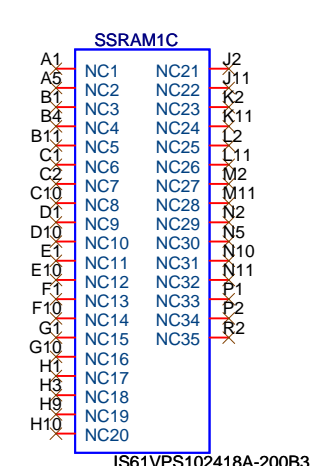 SSRAM1C
A1 NC1 NC21 J2
A5 NC2 NC22 J11
B1 NC3 NC23 K2
B4 NC4 NC24 K11
B11 NC5 NC25 L2
C1 NC6 NC26 L11
C2 NC7 NC27 M2
C10 NC8 NC28 M11
D1 NC9 NC29 N2
D10 NC10 NC30 N5
E1 NC11 NC31 N10
E10 NC12 NC32 N11
F1 NC13 NC33 P1
F10 NC14 NC34 P2
G1 NC15 NC35 R2
G10 NC16
H1 NC17
H3 NC18
H9 NC19
H10 NC20
IS61VPS102418A-200B3